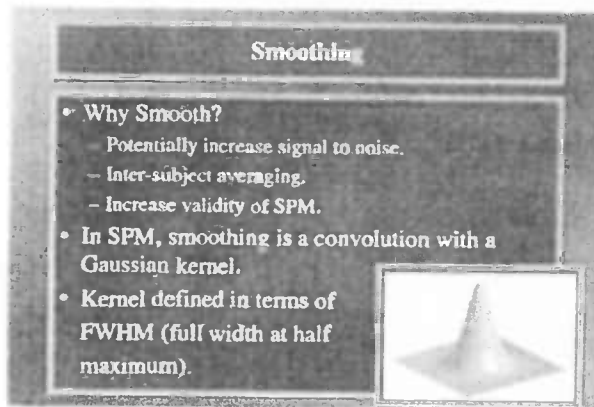 Smoothing
• Why Smooth?
– Potentially increase signal to noise.
– Inter-subject averaging.
– Increase validity of SPM.
• In SPM, smoothing is a convolution with a
Gaussian kernel.
• Kernel defined in terms of
FWHM (full width at half
maximum).